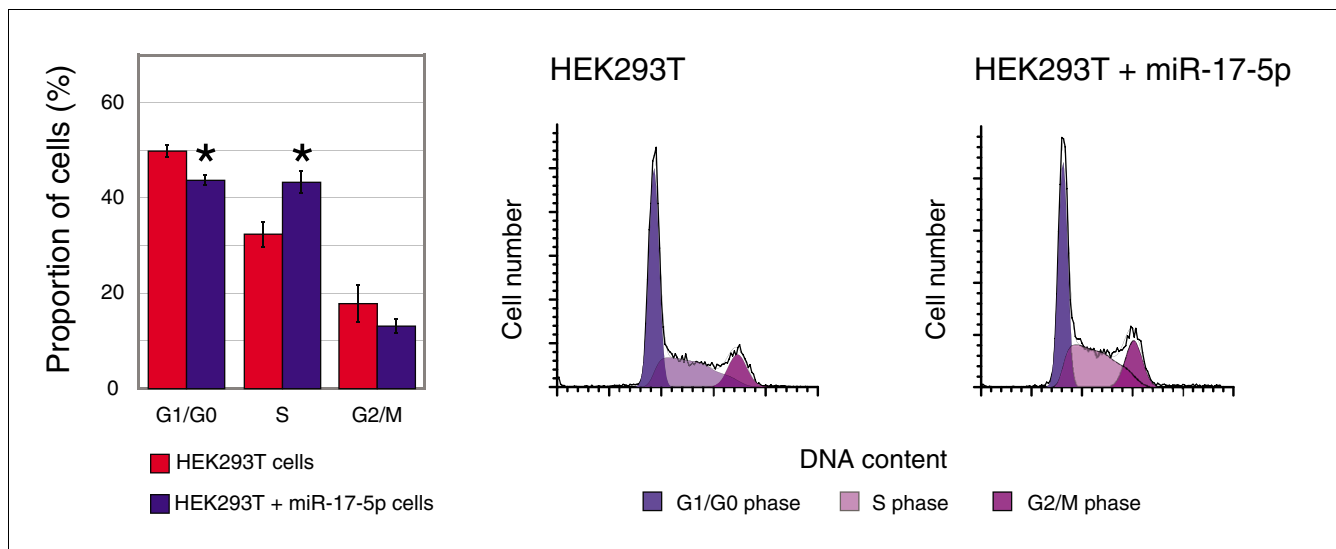 Proportion of cells (%)
60
40
20
0
*
*
G1/G0
S
G2/M
HEK293T cells
HEK293T + miR-17-5p cells
HEK293T
Cell number
HEK293T + miR-17-5p
Cell number
DNA content
G1/G0 phase
S phase
G2/M phase